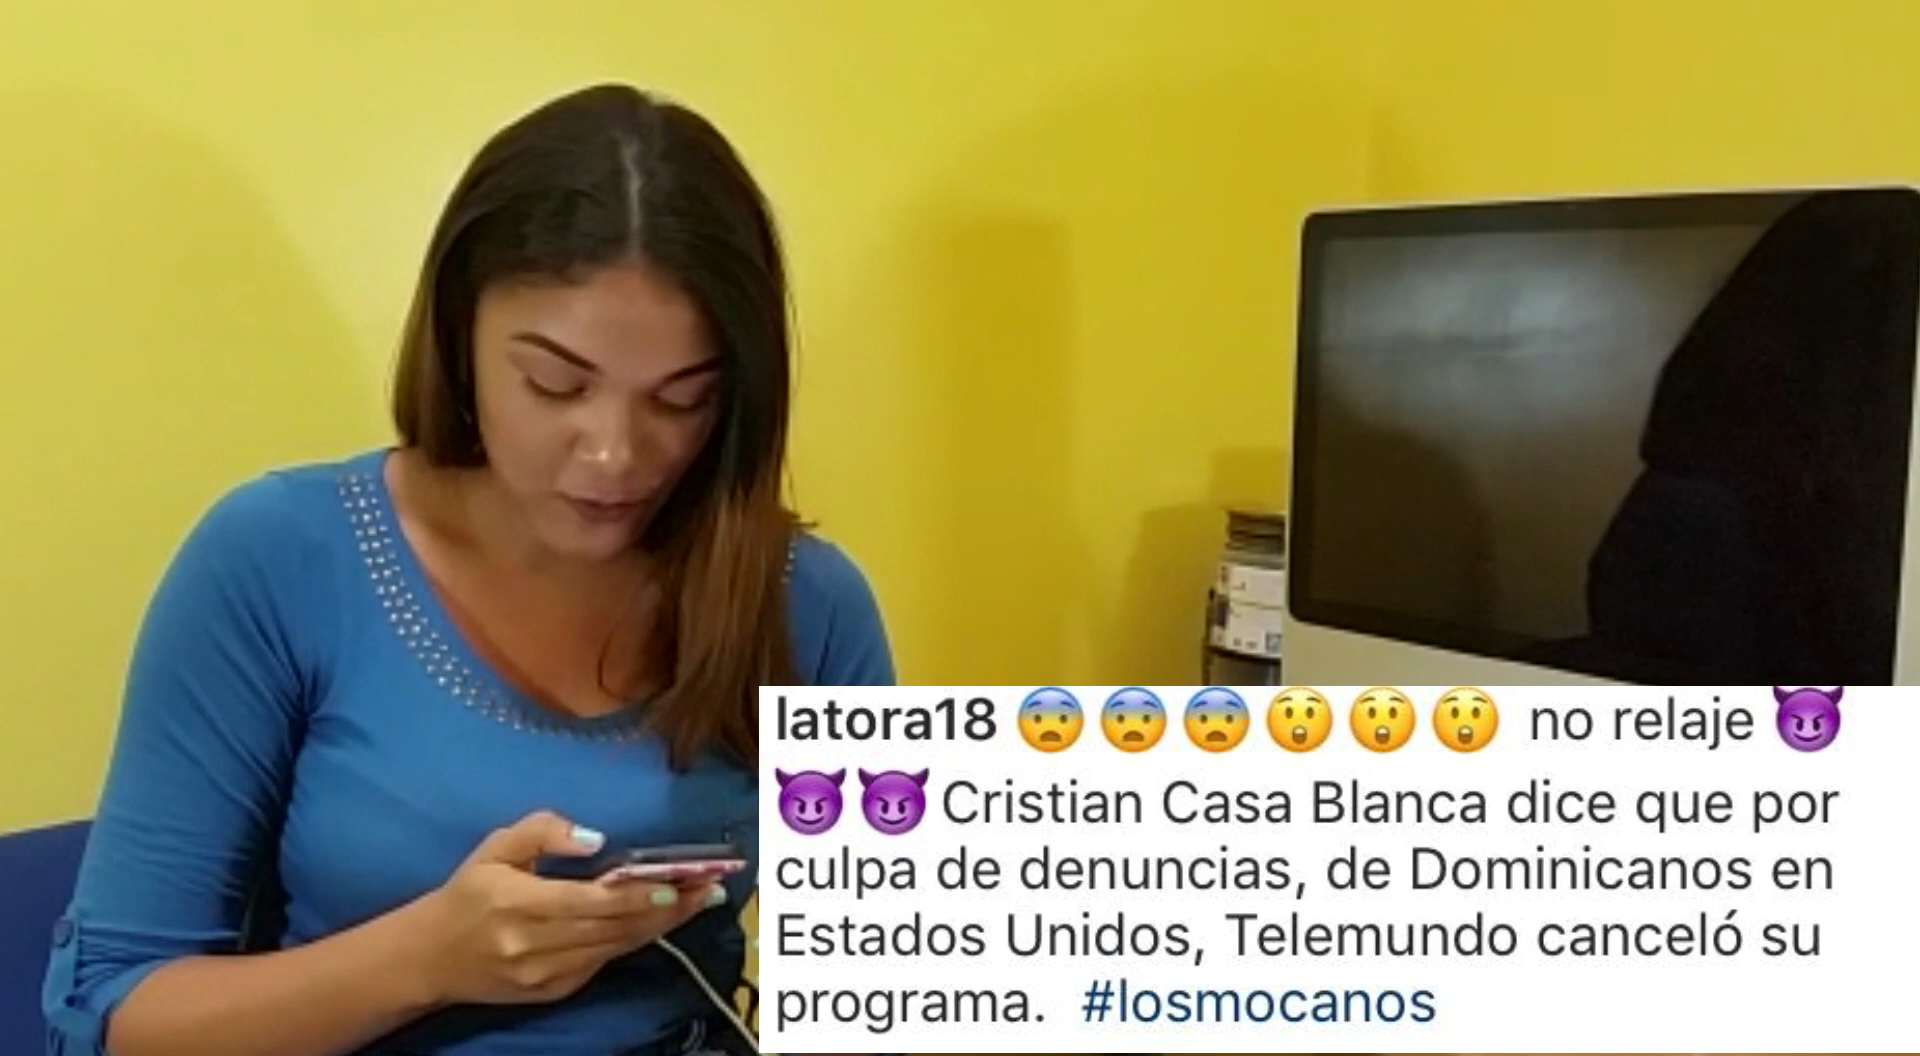 latora18 😨😨😨😲😲😲 no relaje 😈
😈😈Cristian Casa Blanca dice que por
culpa de denuncias, de Dominicanos en
Estados Unidos, Telemundo canceló su
programa. #losmocanos